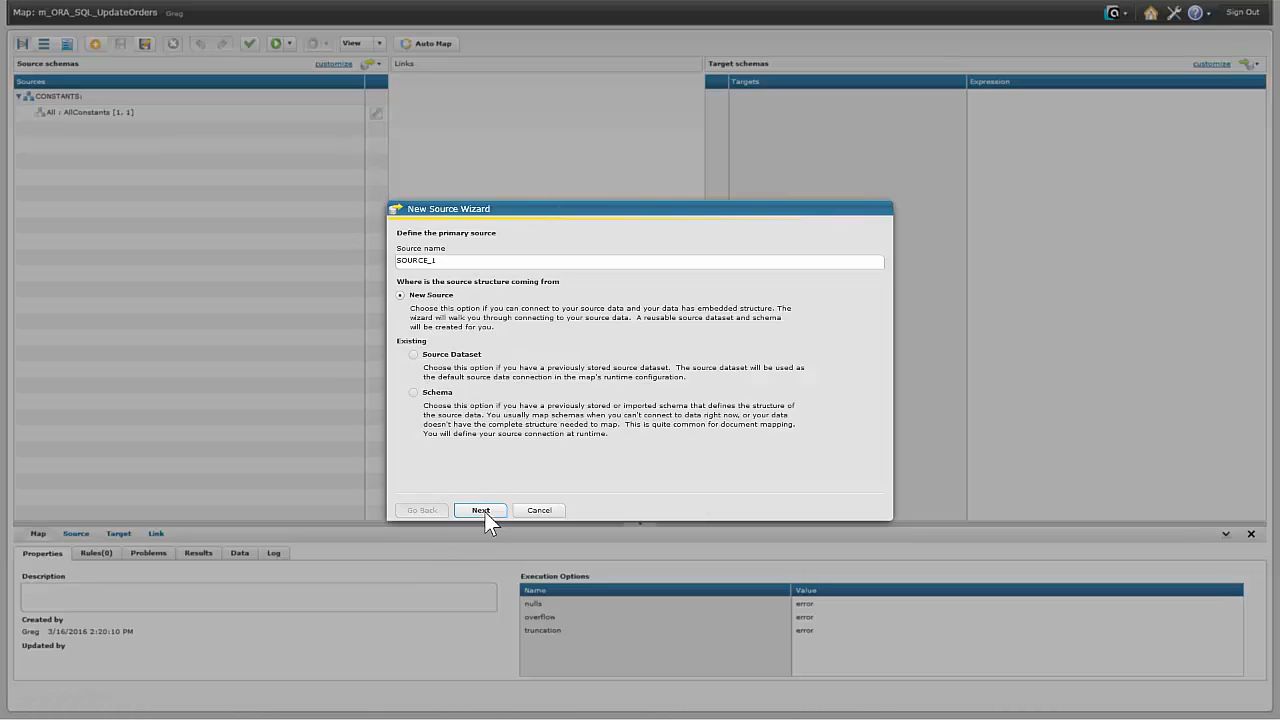 Map: m_ORA_SQL_UpdateOrders Greg
Sign Out
View
Auto Map
Source schemas
customize
Links
Target schemas
customize
Sources
Targets
Expression
CONSTANTS:
All : AllConstants [1, 1]
New Source Wizard
Define the primary source
Source name
SOURCE_1
Where is the source structure coming from
New Source
Choose this option if you can connect to your source data and your data has embedded structure. The
wizard will walk you through connecting to your source data. A reusable source dataset and schema
will be created for you.
Existing
Source Dataset
Choose this option if you have a previously stored source dataset. The source dataset will be used as
the default source data connection in the map's runtime configuration.
Schema
Choose this option if you have a previously stored or imported schema that defines the structure of
the source data. You usually map schemas when you can't connect to data right now, or your data
doesn't have the complete structure needed to map. This is quite common for document mapping.
You will define your source connection at runtime.
Go Back
Next
Cancel
Map Source Target Link
Properties Rules(0) Problems Results Data Log
Description
Created by
Greg 3/16/2016 2:20:10 PM
Updated by
Execution Options
Name Value
nulls error
overflow error
truncation error